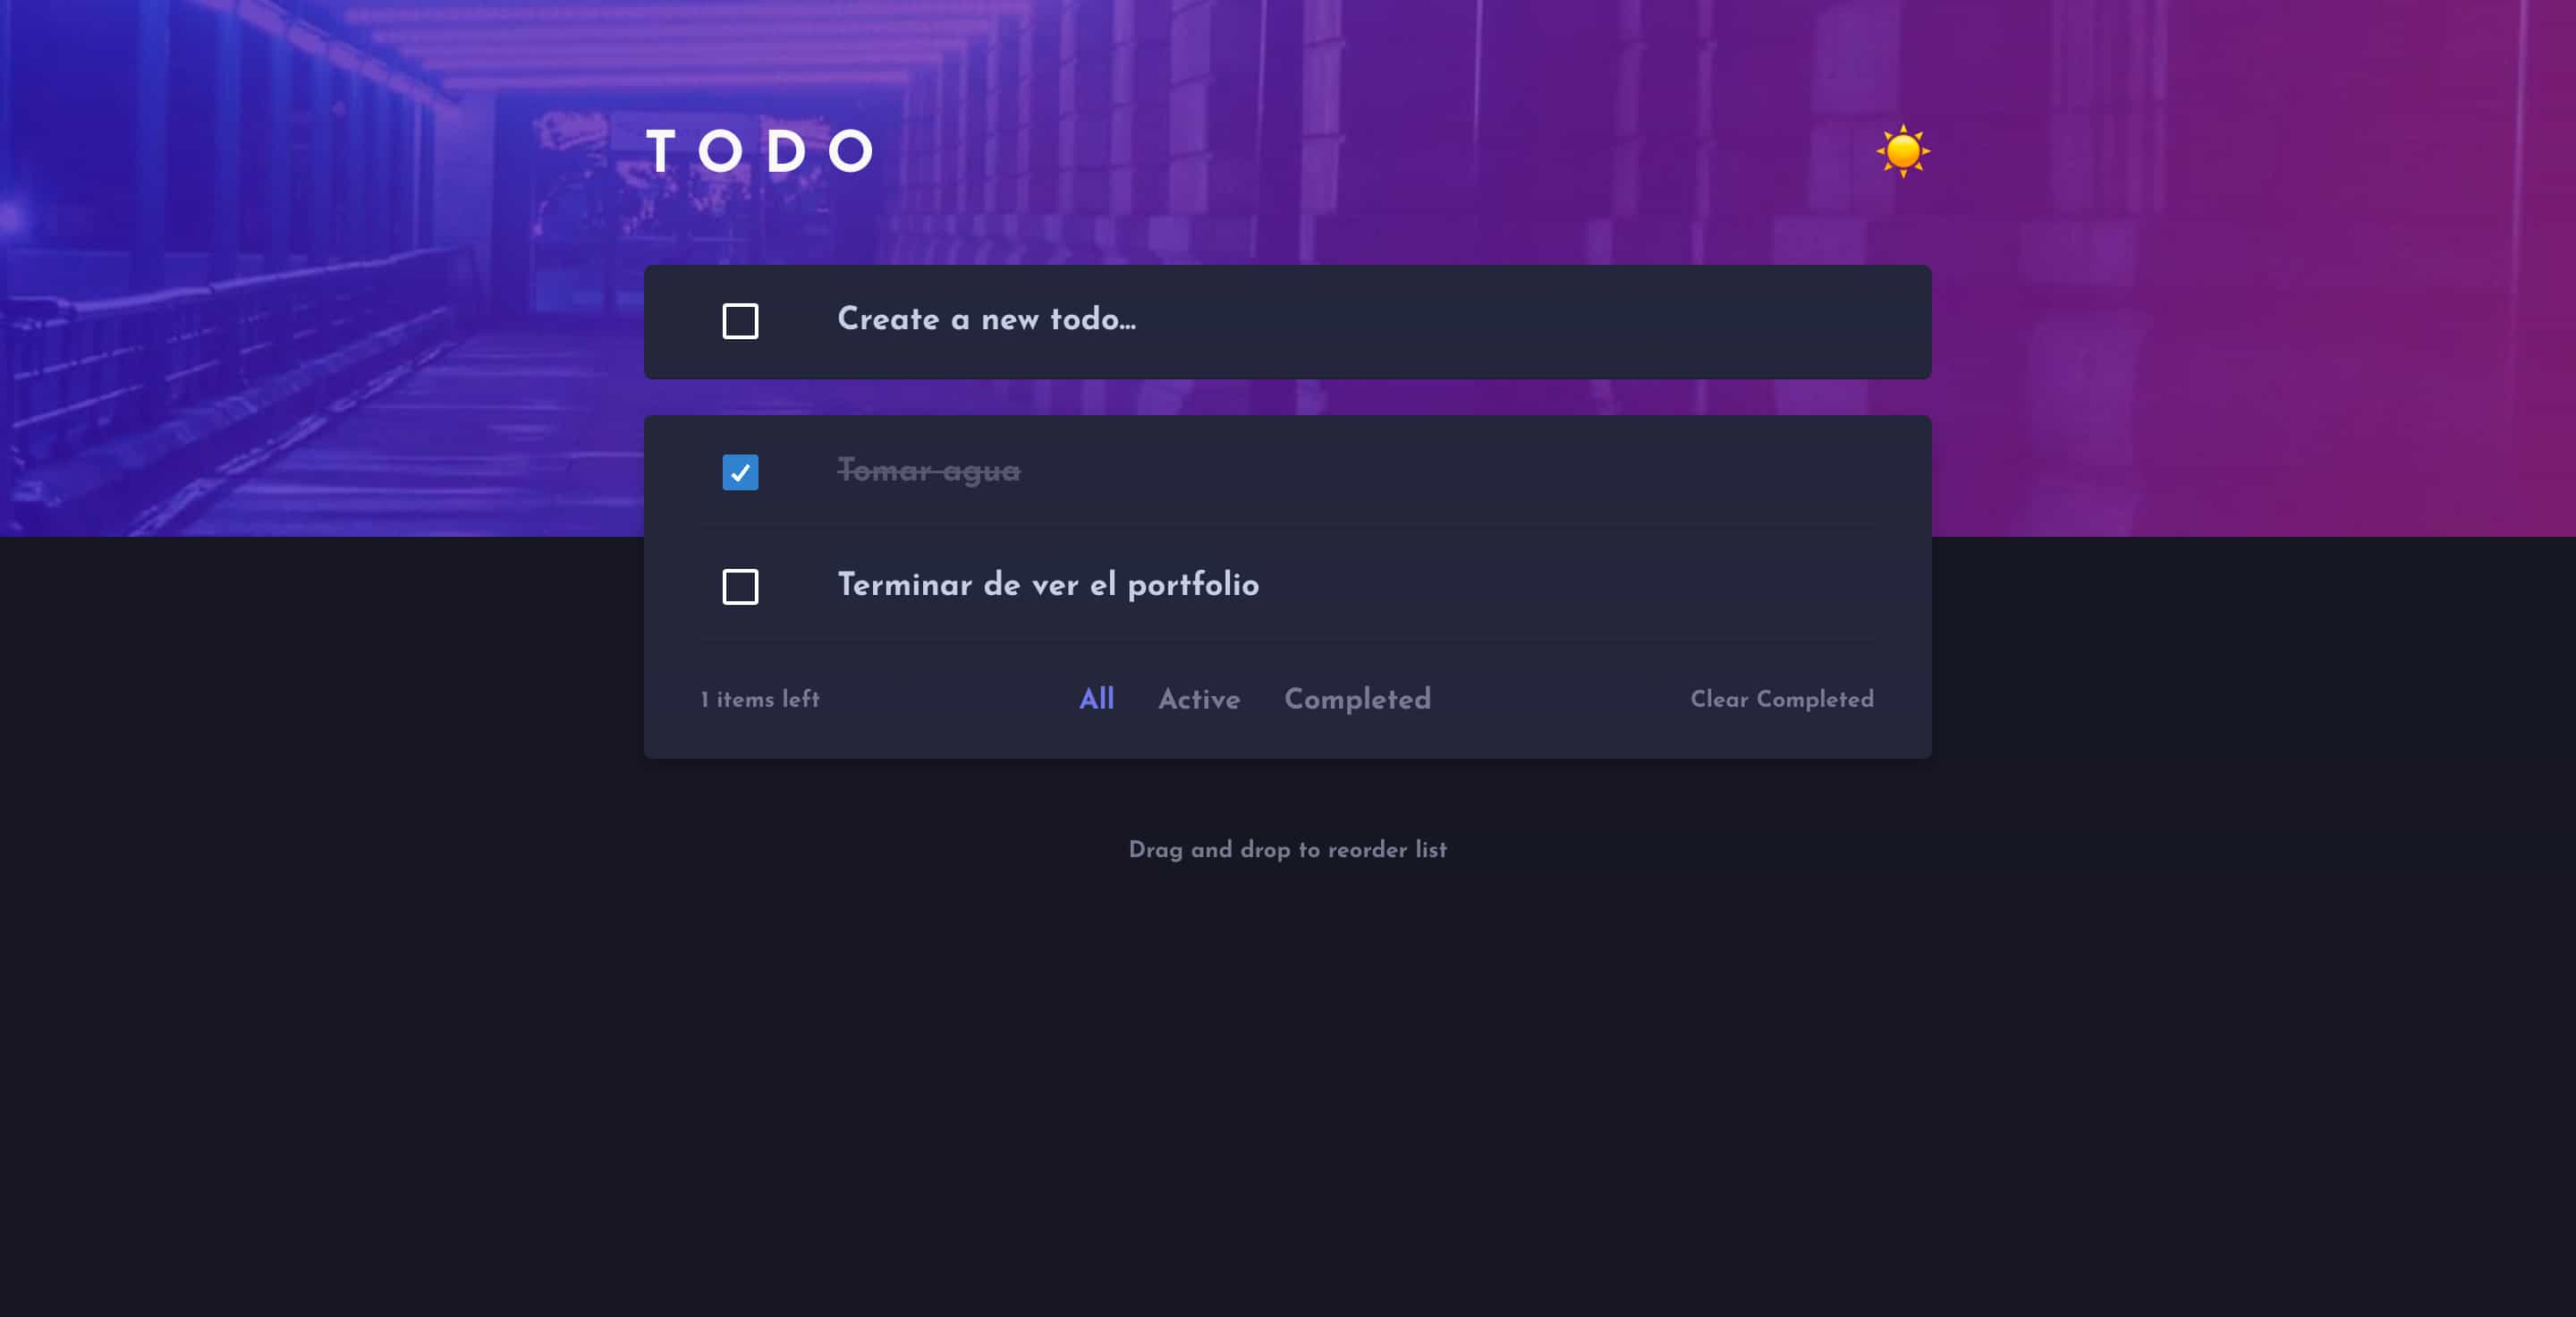 TODO
Create a new todo...
Tomar agua
Terminar de ver el portfolio
1 items left
All Active Completed
Clear Completed
Drag and drop to reorder list